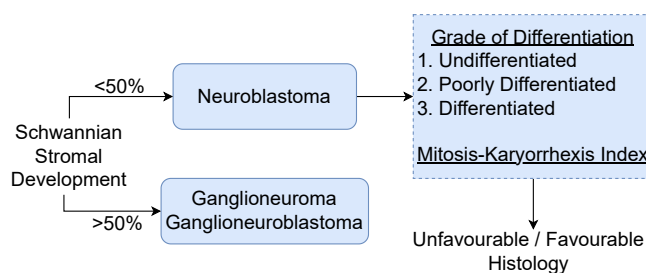 Schwannian
Stromal
Development
<50%
Neuroblastoma
>50%
Ganglioneuroma
Ganglioneuroblastoma
Grade of Differentiation
1. Undifferentiated
2. Poorly Differentiated
3. Differentiated
Mitosis-Karyorrhexis Index
Unfavourable / Favourable
Histology